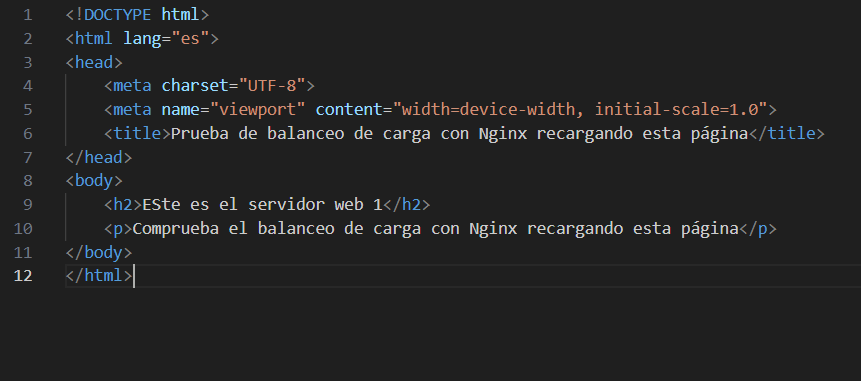 1 <!DOCTYPE html>
2 <html lang="es">
3 <head>
4     <meta charset="UTF-8">
5     <meta name="viewport" content="width=device-width, initial-scale=1.0">
6     <title>Prueba de balanceo de carga con Nginx recargando esta página</title>
7 </head>
8 <body>
9     <h2>ESte es el servidor web 1</h2>
10     <p>Comprueba el balanceo de carga con Nginx recargando esta página</p>
11 </body>
12 </html>